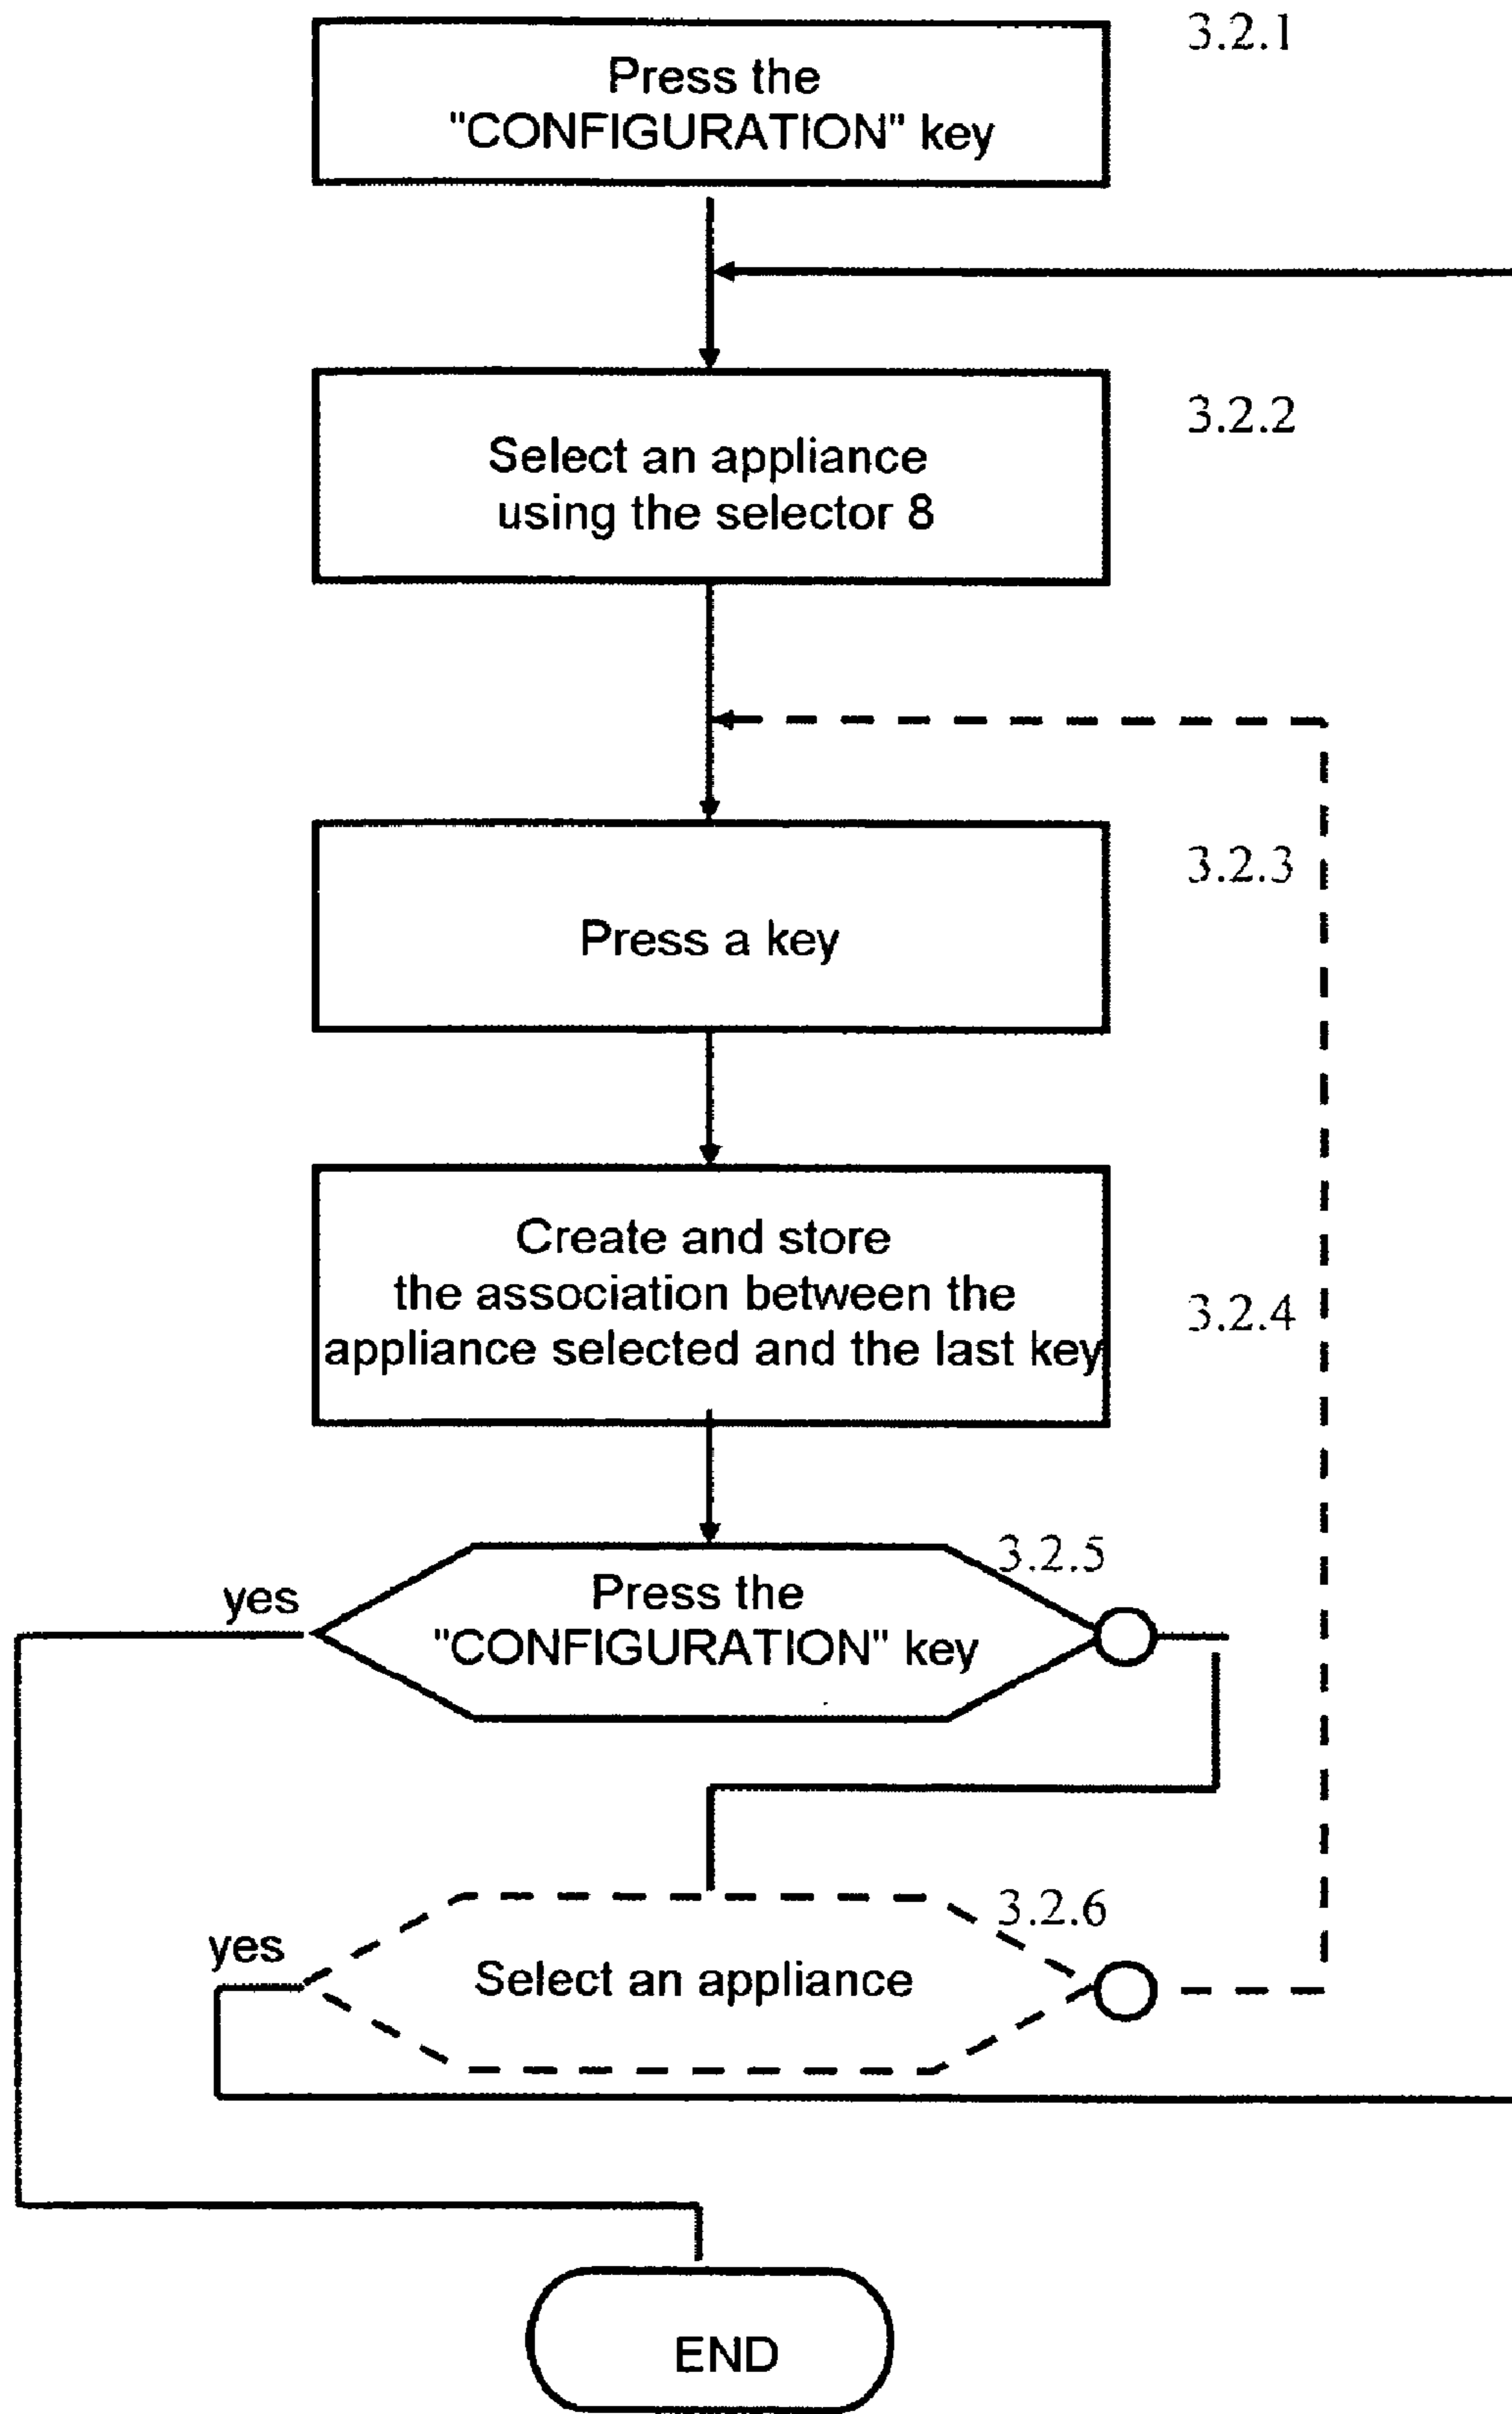 3.2.1
Press the
"CONFIGURATION" key
3.2.2
Select an appliance
using the selector 8
3.2.3
Press a key
Create and store
the association between the
appliance selected and the last key
3.2.4
3.2.5
yes
Press the
"CONFIGURATION" key
3.2.6
yes
Select an appliance
END